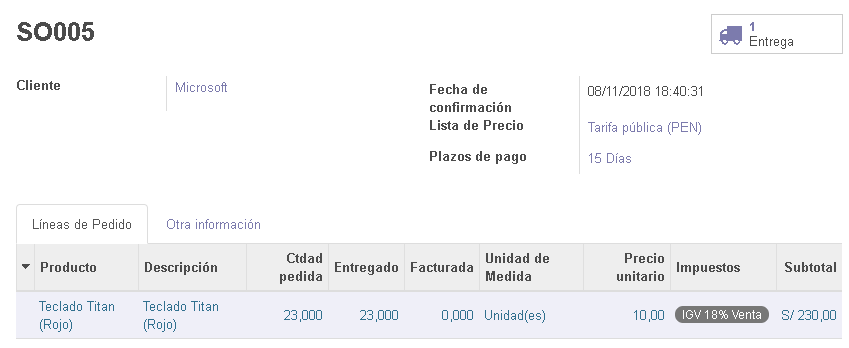 SO005
1
Entrega
Cliente
Microsoft
Fecha de
confirmación
08/11/2018 18:40:31
Lista de Precio
Tarifa pública (PEN)
Plazos de pago
15 Días
Líneas de Pedido
Otra información
Producto
Descripción
Ctdad
pedida
Entregado
Facturada
Unidad de
Medida
Precio
unitario
Impuestos
Subtotal
Teclado Titan
(Rojo)
Teclado Titan
(Rojo)
23,000
23,000
0,000
Unidad(es)
10,00
IGV 18% Venta
S/ 230,00